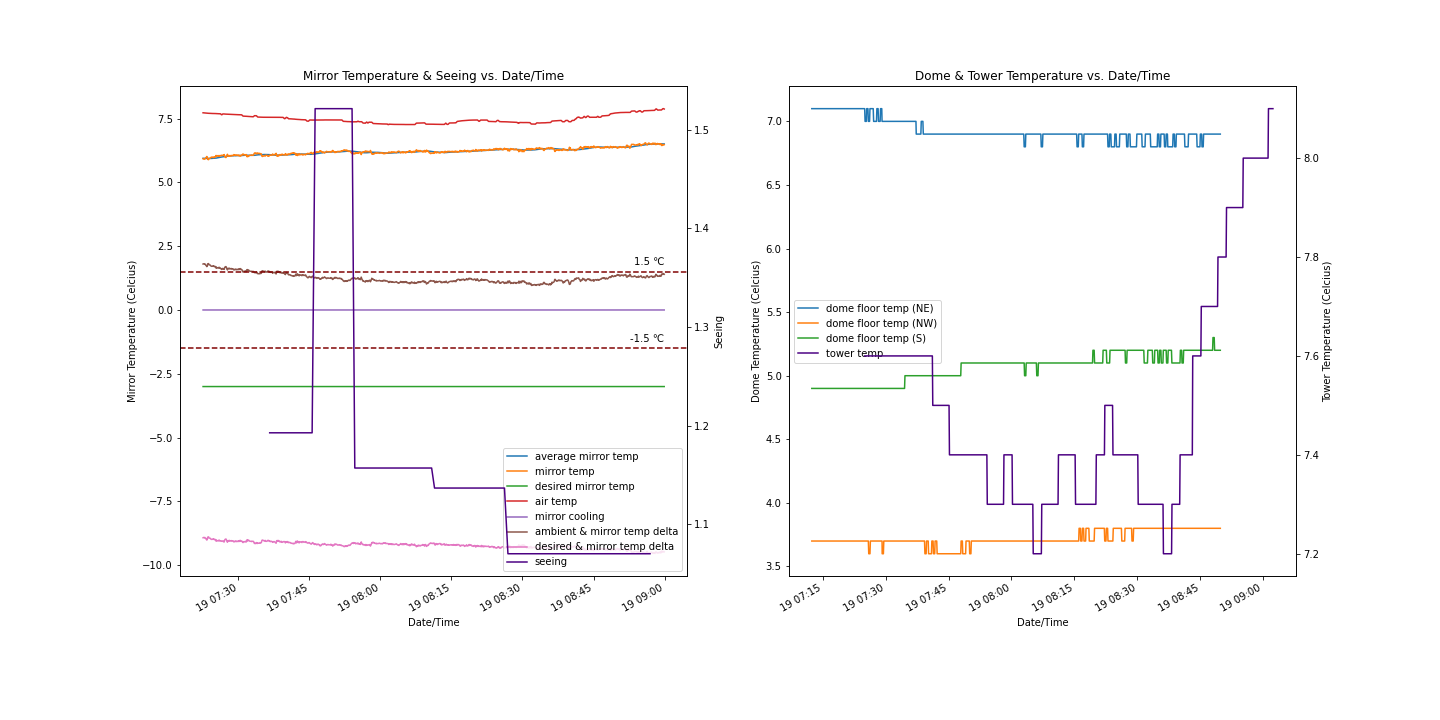 Mirror Temperature & Seeing vs. Date/Time
Mirror Temperature (Celcius)
7.5
5.0
2.5
0.0
−2.5
−5.0
−7.5
−10.0
1.5 °C
-1.5 °C
average mirror temp
mirror temp
desired mirror temp
air temp
mirror cooling
ambient & mirror temp delta
desired & mirror temp delta
seeing
1.5
1.4
1.3
1.2
1.1
Seeing
19 07:30
19 07:45
19 08:00
19 08:15
19 08:30
19 08:45
19 09:00
Date/Time
Dome & Tower Temperature vs. Date/Time
Dome Temperature (Celcius)
7.0
6.5
6.0
5.5
5.0
4.5
4.0
3.5
dome floor temp (NE)
dome floor temp (NW)
dome floor temp (S)
tower temp
8.0
7.8
7.6
7.4
7.2
Tower Temperature (Celcius)
19 07:15
19 07:30
19 07:45
19 08:00
19 08:15
19 08:30
19 08:45
19 09:00
Date/Time